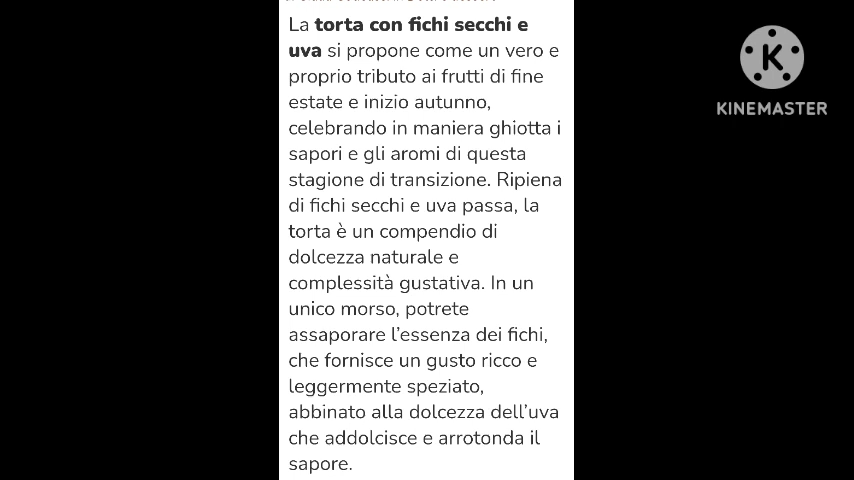 La torta con fichi secchi e
uva si propone come un vero e
proprio tributo ai frutti di fine
estate e inizio autunno,
celebrando in maniera ghiotta i
sapori e gli aromi di questa
stagione di transizione. Ripiena
di fichi secchi e uva passa, la
torta è un compendio di
dolcezza naturale e
complessità gustativa. In un
unico morso, potrete
assaporare l'essenza dei fichi,
che fornisce un gusto ricco e
leggermente speziato,
abbinato alla dolcezza dell'uva
che addolcisce e arrotonda il
sapore.
K
KINEMASTER